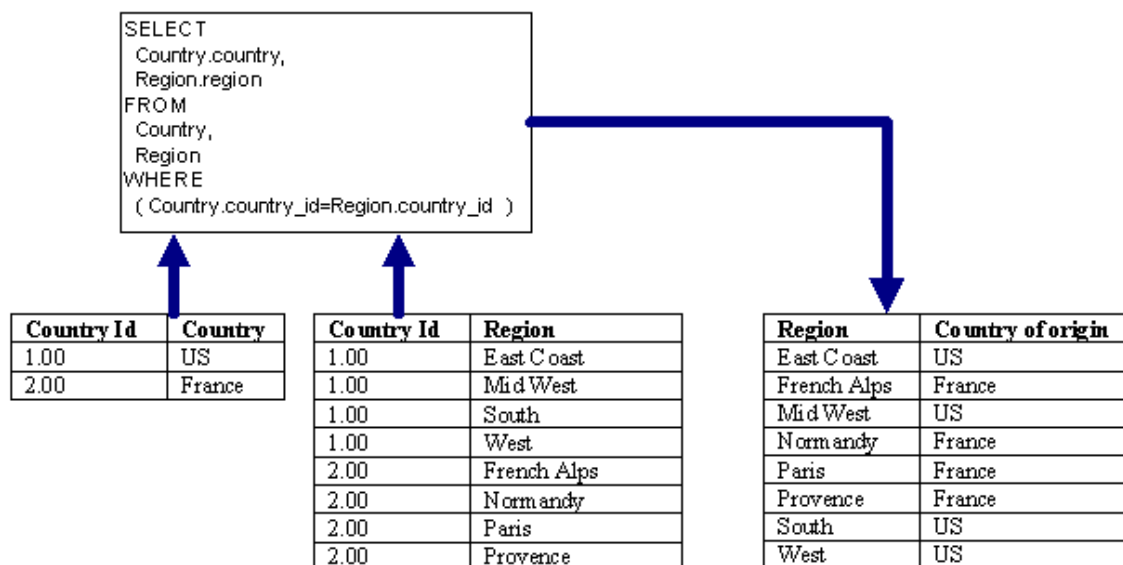 SELECT
Country.country,
Region.region
FROM
Country,
Region
WHERE
( Country.country_id=Region.country_id )
Country Id Country
1.00 US
2.00 France
Country Id Region
1.00 East Coast
1.00 Mid West
1.00 South
1.00 West
2.00 French Alps
2.00 Normandy
2.00 Paris
2.00 Provence
Region Country of origin
East Coast US
French Alps France
Mid West US
Normandy France
Paris France
Provence France
South US
West US